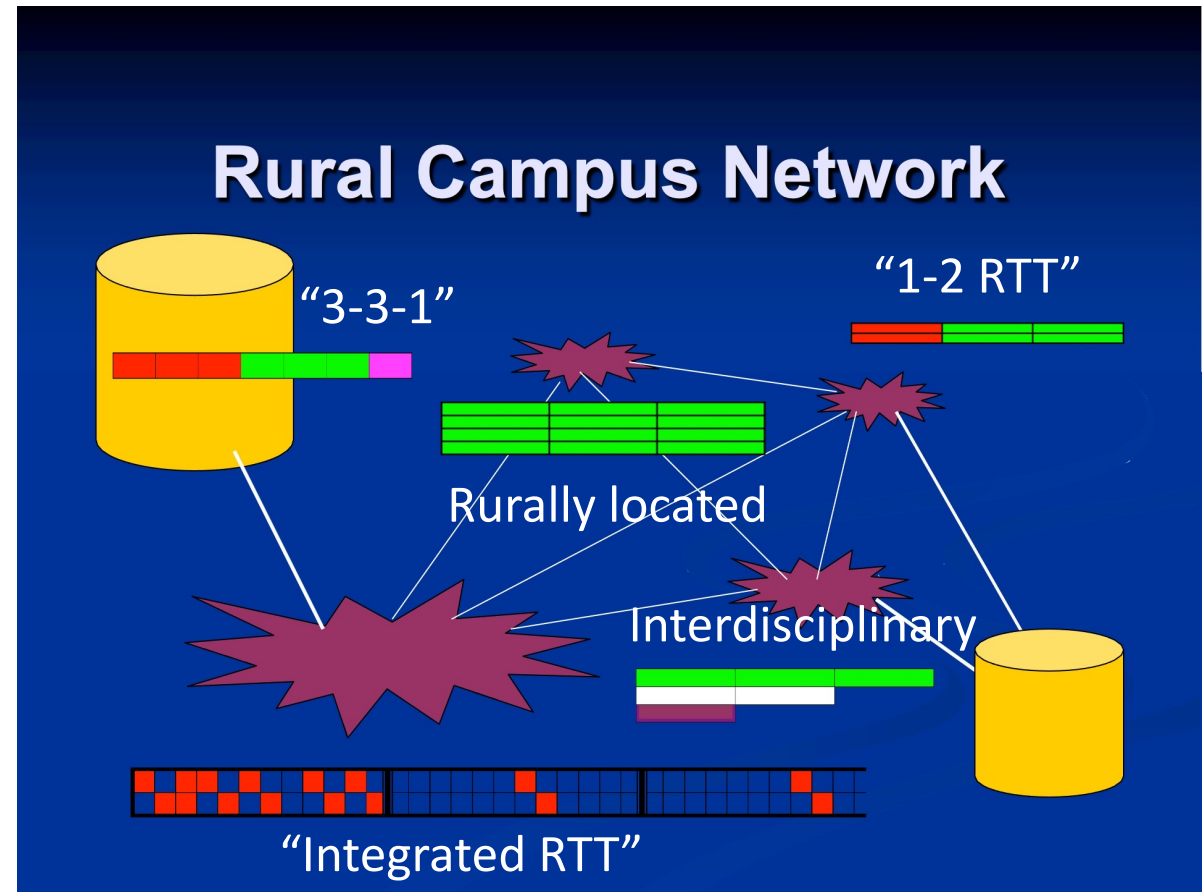 Rural Campus Network
“3-3-1”
“1-2 RTT”
Rurally located
Interdisciplinary
“Integrated RTT”